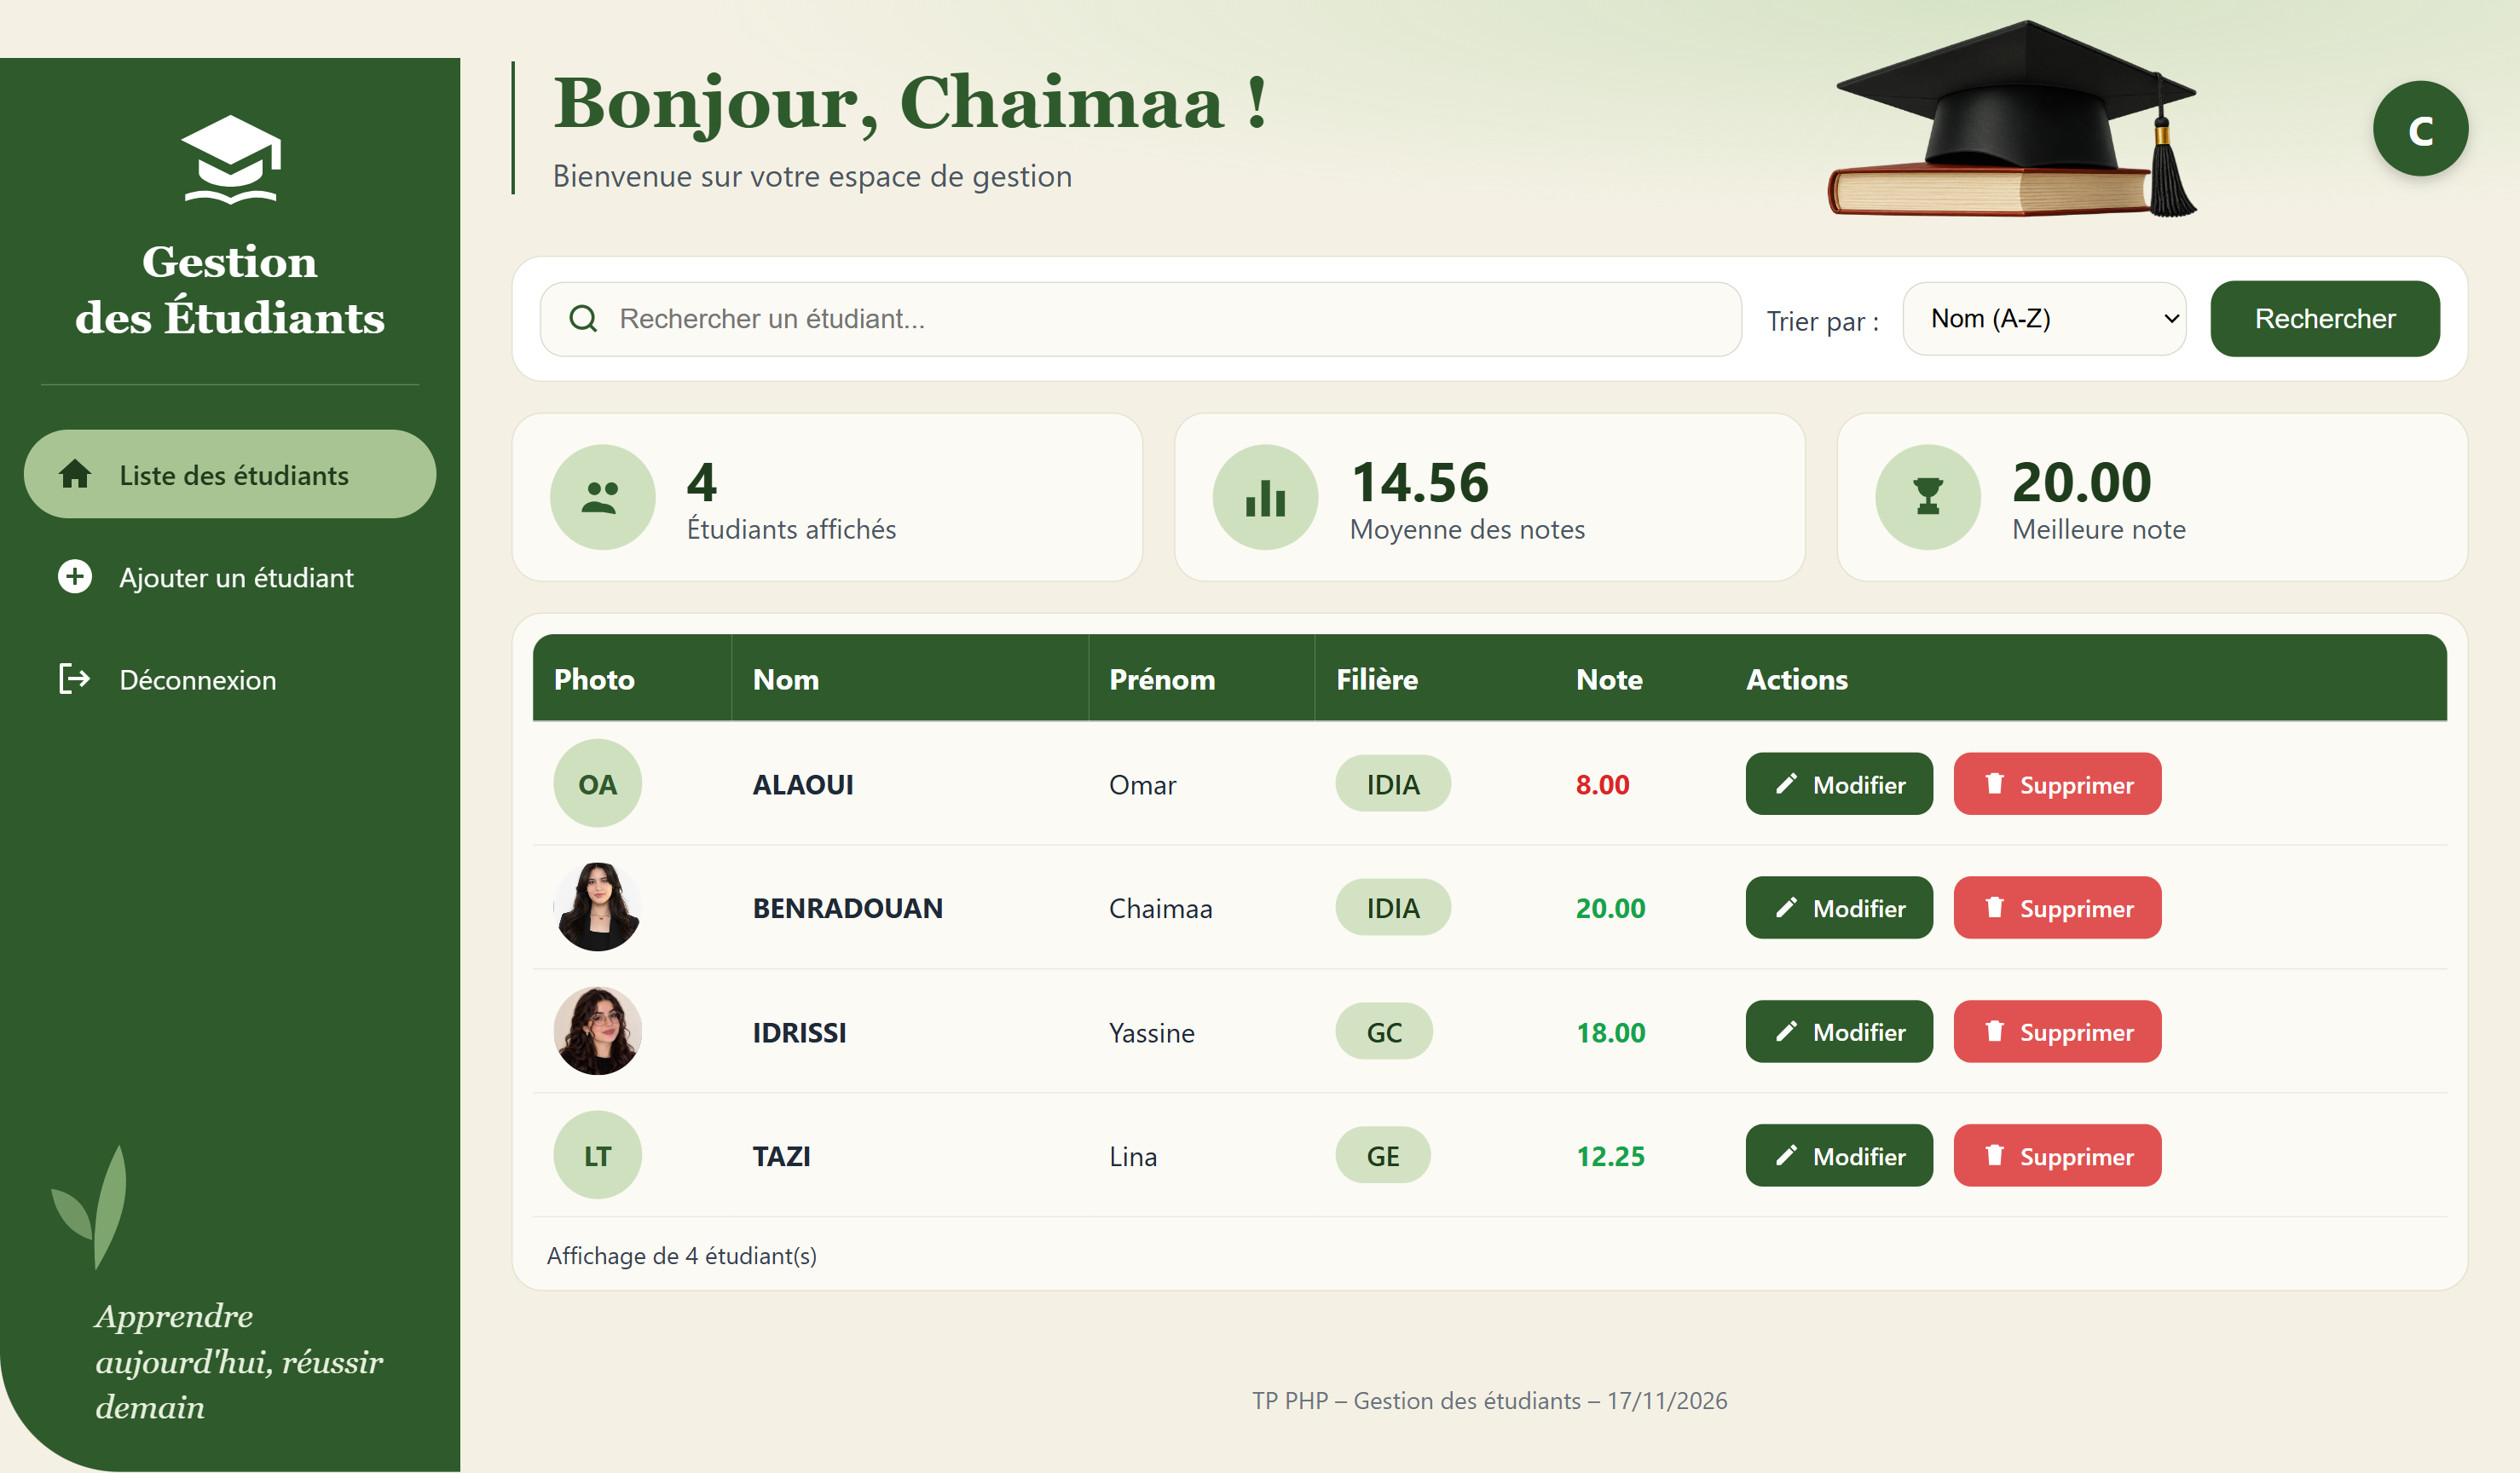 Gestion
des Étudiants
Liste des étudiants
Ajouter un étudiant
Déconnexion
Apprendre
aujourd'hui, réussir
demain
Bonjour, Chaimaa !
Bienvenue sur votre espace de gestion
C
Rechercher un étudiant...
Trier par :
Nom (A-Z)
Rechercher
4
Étudiants affichés
14.56
Moyenne des notes
20.00
Meilleure note
Photo Nom Prénom Filière Note Actions
OA ALAOUI Omar IDIA 8.00 Modifier Supprimer
BENRADOUAN Chaimaa IDIA 20.00 Modifier Supprimer
IDRISSI Yassine GC 18.00 Modifier Supprimer
LT TAZI Lina GE 12.25 Modifier Supprimer
Affichage de 4 étudiant(s)
TP PHP – Gestion des étudiants – 17/11/2026